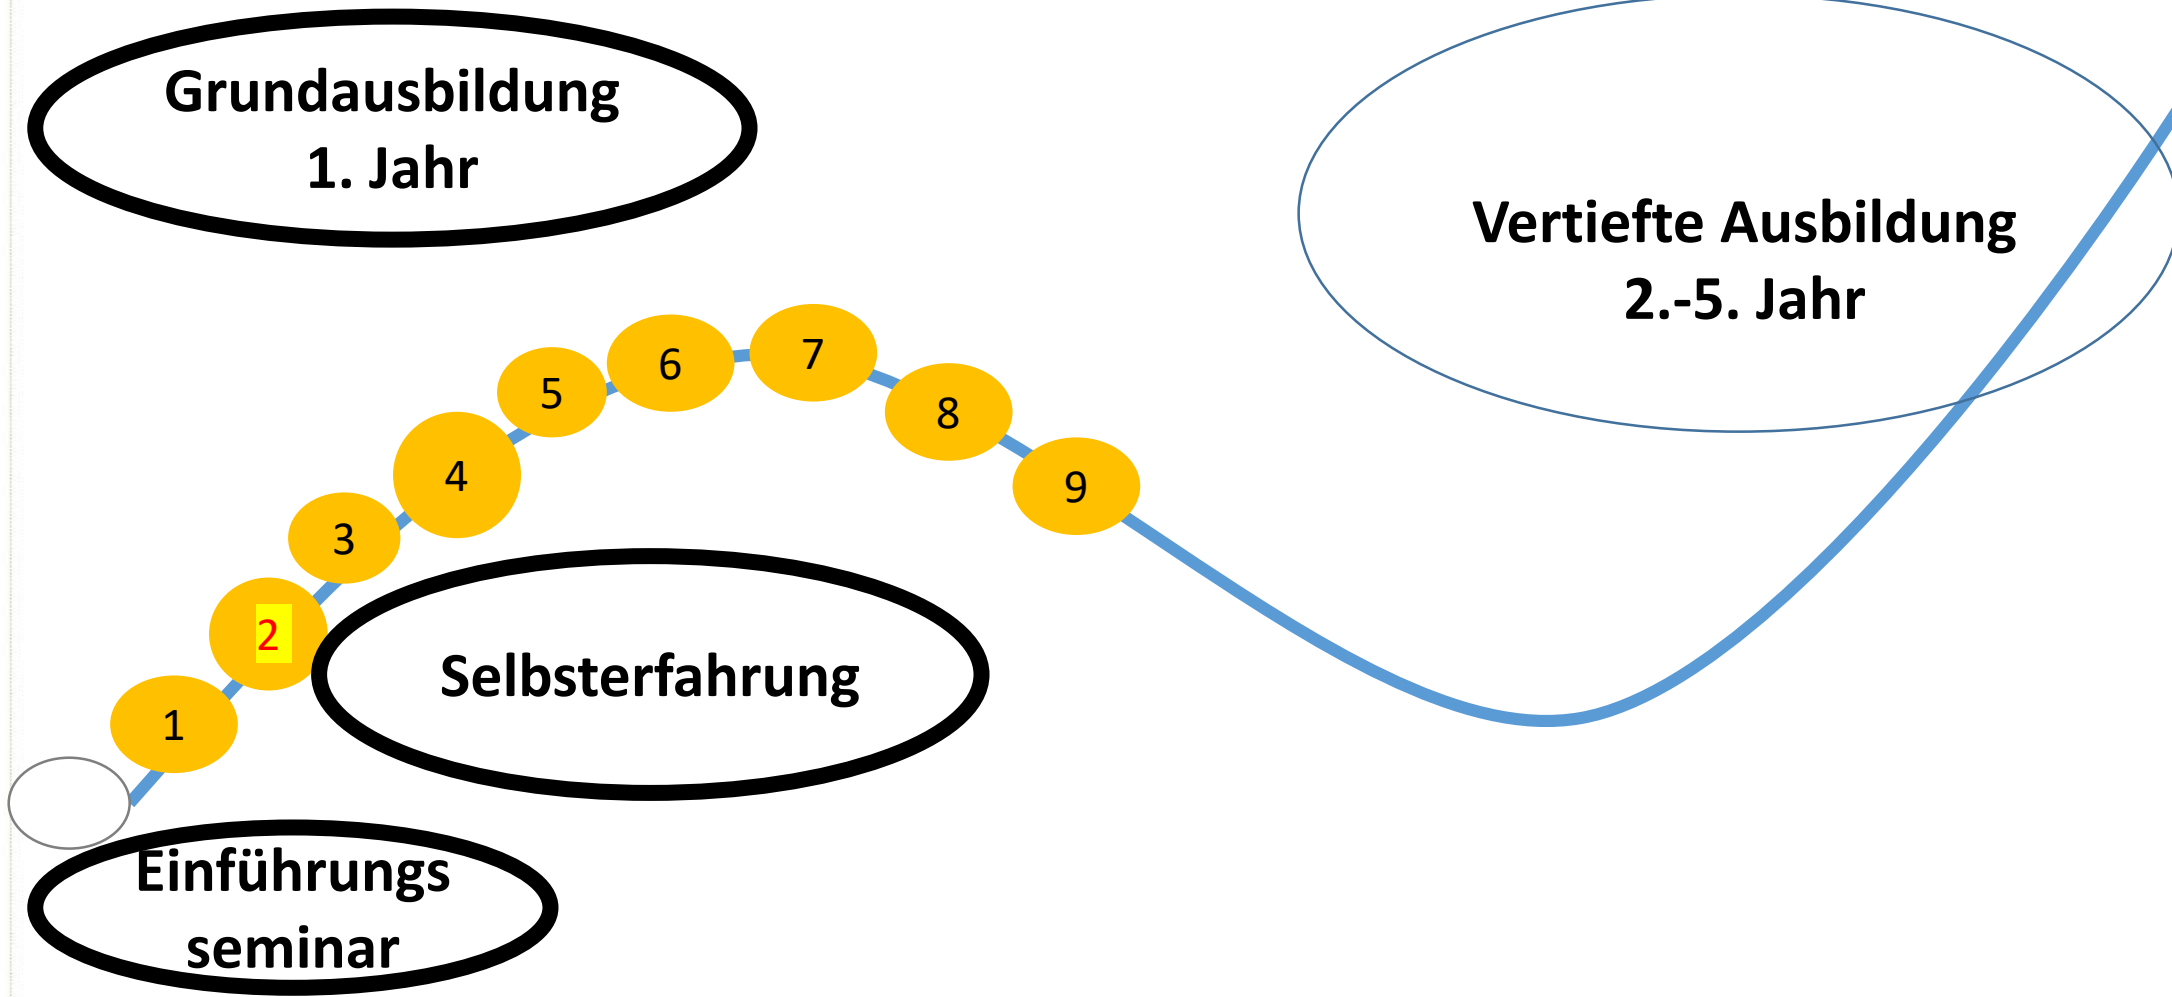 Grundausbildung
1. Jahr
Vertiefte Ausbildung
2.-5. Jahr
1
2
3
4
5
6
7
8
9
Selbsterfahrung
Einführungs
seminar